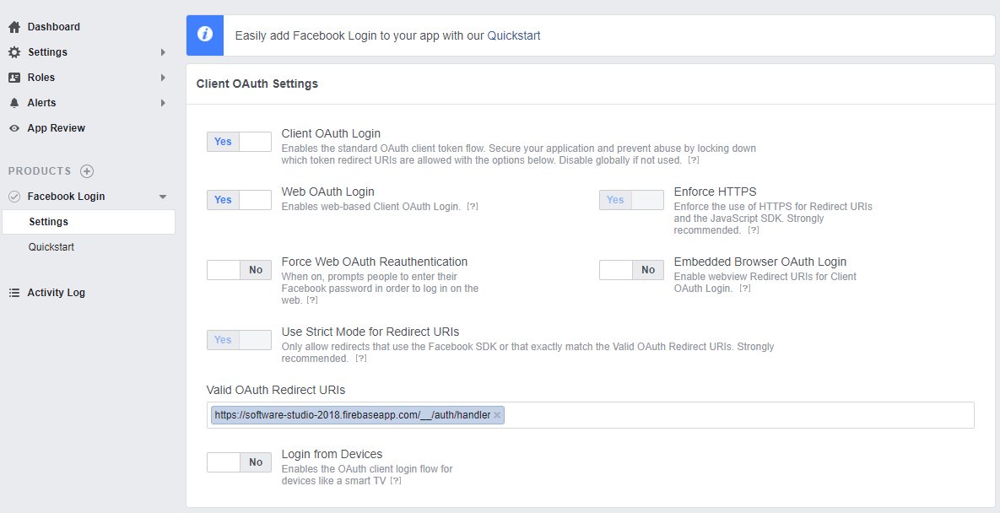 Dashboard
Settings
Roles
Alerts
App Review
PRODUCTS
Facebook Login
Settings
Quickstart
Activity Log
Easily add Facebook Login to your app with our Quickstart
Client OAuth Settings
Yes
Client OAuth Login
Enables the standard OAuth client token flow. Secure your application and prevent abuse by locking down
which token redirect URIs are allowed with the options below. Disable globally if not used. [?]
Yes
Web OAuth Login
Enables web-based Client OAuth Login. [?]
Yes
Enforce HTTPS
Enforce the use of HTTPS for Redirect URIs
and the JavaScript SDK. Strongly
recommended. [?]
No
Force Web OAuth Reauthentication
When on, prompts people to enter their
Facebook password in order to log in on the
web. [?]
No
Embedded Browser OAuth Login
Enable webview Redirect URIs for Client
OAuth Login. [?]
Yes
Use Strict Mode for Redirect URIs
Only allow redirects that use the Facebook SDK or that exactly match the Valid OAuth Redirect URIs. Strongly
recommended. [?]
Valid OAuth Redirect URIs
https://software-studio-2018.firebaseapp.com/__/auth/handler ×
No
Login from Devices
Enables the OAuth client login flow for
devices like a smart TV [?]